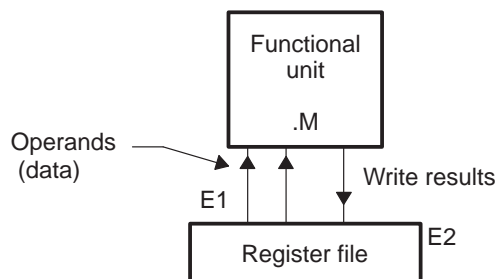 Functional
unit
.M
Operands
(data)
Write results
E1
E2
Register file